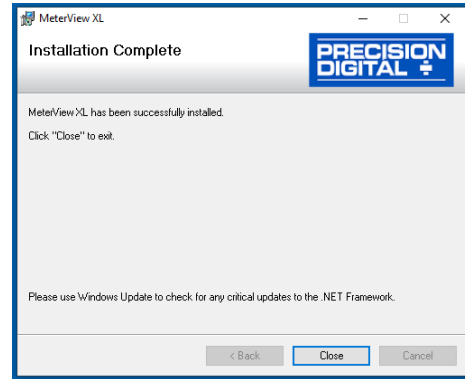 MeterView XL
Installation Complete
PRECISION
DIGITAL
MeterView XL has been successfully installed.
Click "Close" to exit.
Please use Windows Update to check for any critical updates to the .NET Framework.
< Back
Close
Cancel